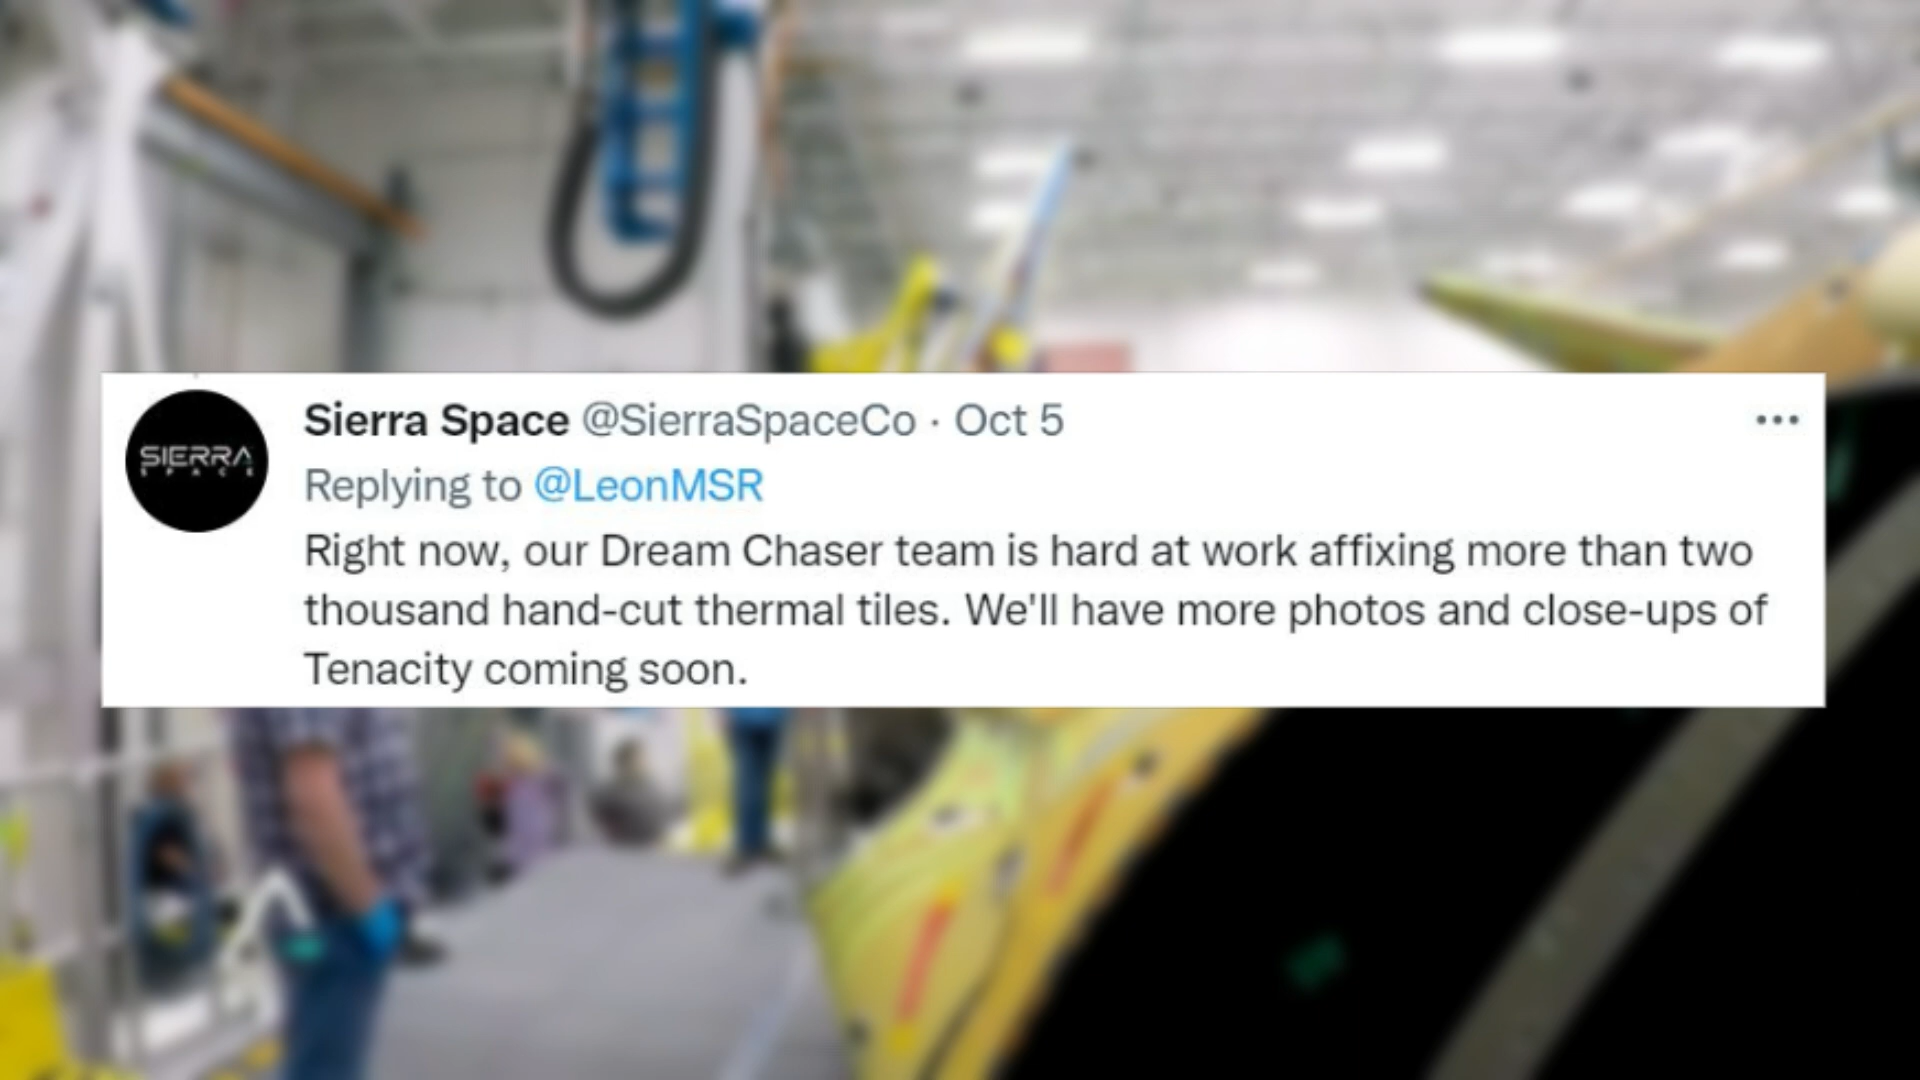 Sierra Space @SierraSpaceCo · Oct 5
SIERRA
SPACE
Replying to @LeonMSR
Right now, our Dream Chaser team is hard at work affixing more than two
thousand hand-cut thermal tiles. We'll have more photos and close-ups of
Tenacity coming soon.